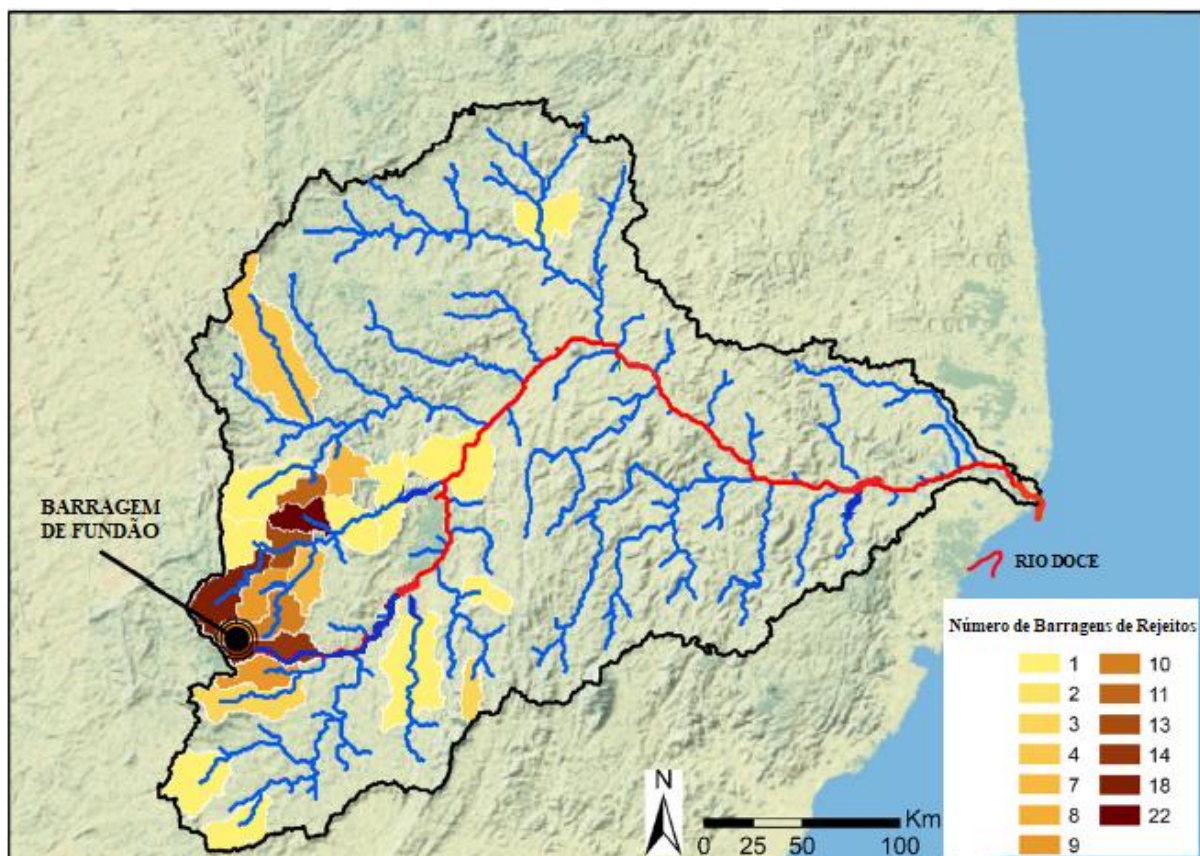 BARRAGEM
DE FUNDÃO
RIO DOCE
Número de Barragens de Rejeitos
1 10
2 11
3 13
4 14
7 18
8 22
9
N
Km
0 25 50 100